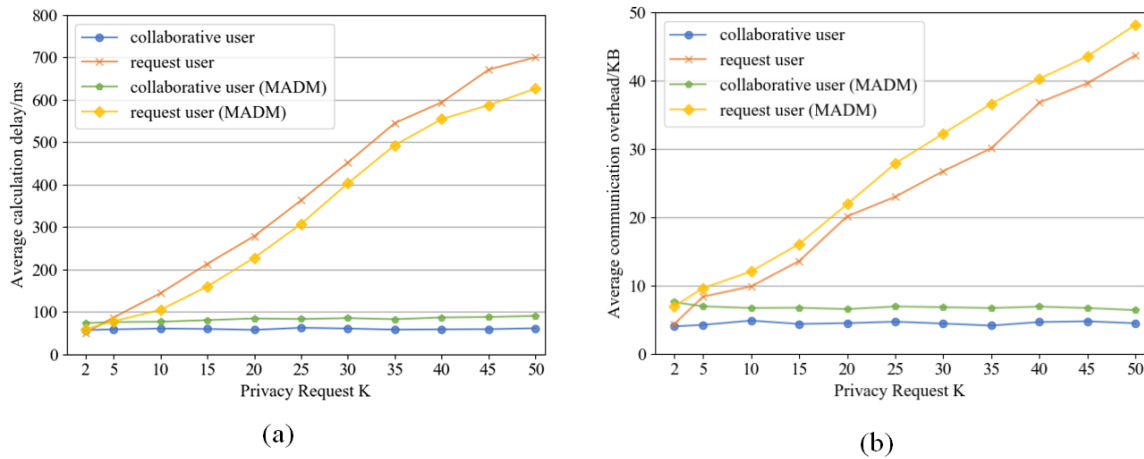 800
700
600
500
400
300
200
100
0
Average calculation delay/ms
collaborative user
request user
collaborative user (MADM)
request user (MADM)
2 5 10 15 20 25 30 35 40 45 50
Privacy Request K
(a)
50
40
30
20
10
0
Average communication overhead/KB
collaborative user
request user
collaborative user (MADM)
request user (MADM)
2 5 10 15 20 25 30 35 40 45 50
Privacy Request K
(b)